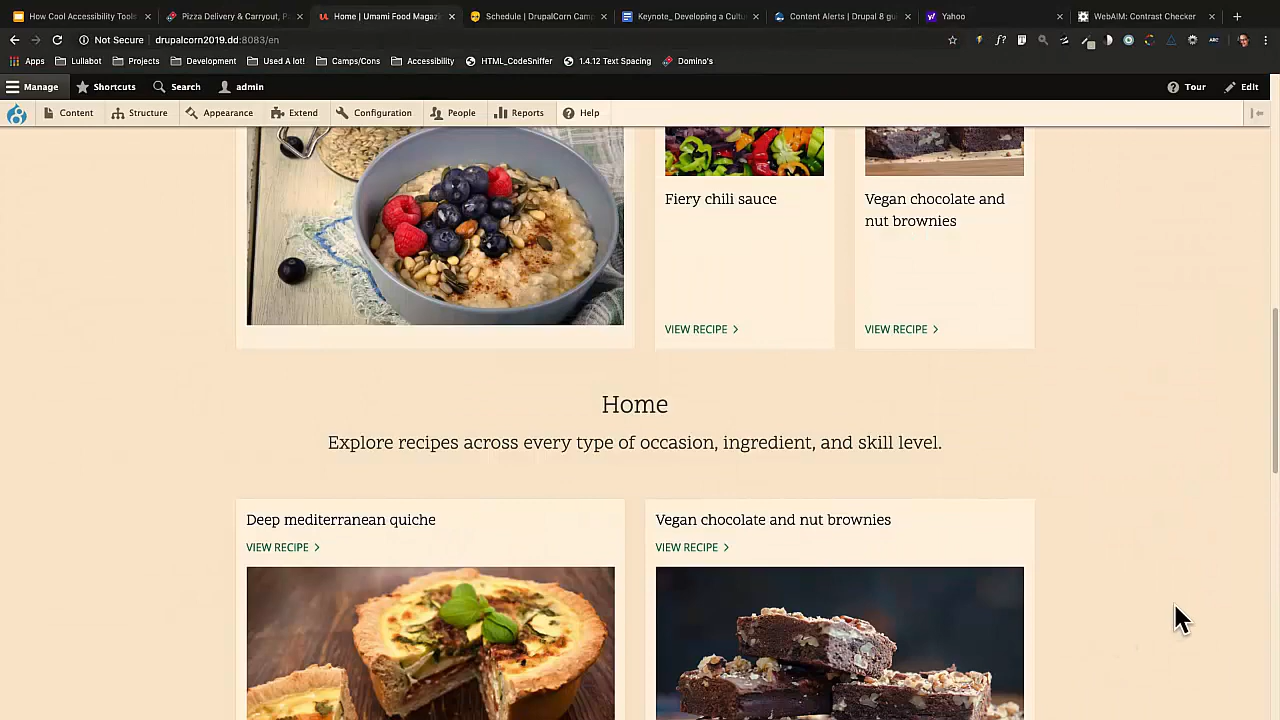 How Cool Accessibility Tools
Pizza Delivery & Carryout, P
Home | Umami Food Magazi
Schedule | DrupalCorn Camp
Keynote_ Developing a Cultu
Content Alerts | Drupal 8 gu
Yahoo
WebAIM: Contrast Checker
Not Secure | drupalcorn2019.dd:8083/en
Apps
Lullabot
Projects
Development
Used A lot!
Camps/Cons
Accessibility
HTML_CodeSniffer
1.4.12 Text Spacing
Domino's
Manage
Shortcuts
Search
admin
Tour
Edit
Content
Structure
Appearance
Extend
Configuration
People
Reports
Help
Fiery chili sauce
VIEW RECIPE
Vegan chocolate and
nut brownies
VIEW RECIPE
Home
Explore recipes across every type of occasion, ingredient, and skill level.
Deep mediterranean quiche
VIEW RECIPE
Vegan chocolate and nut brownies
VIEW RECIPE